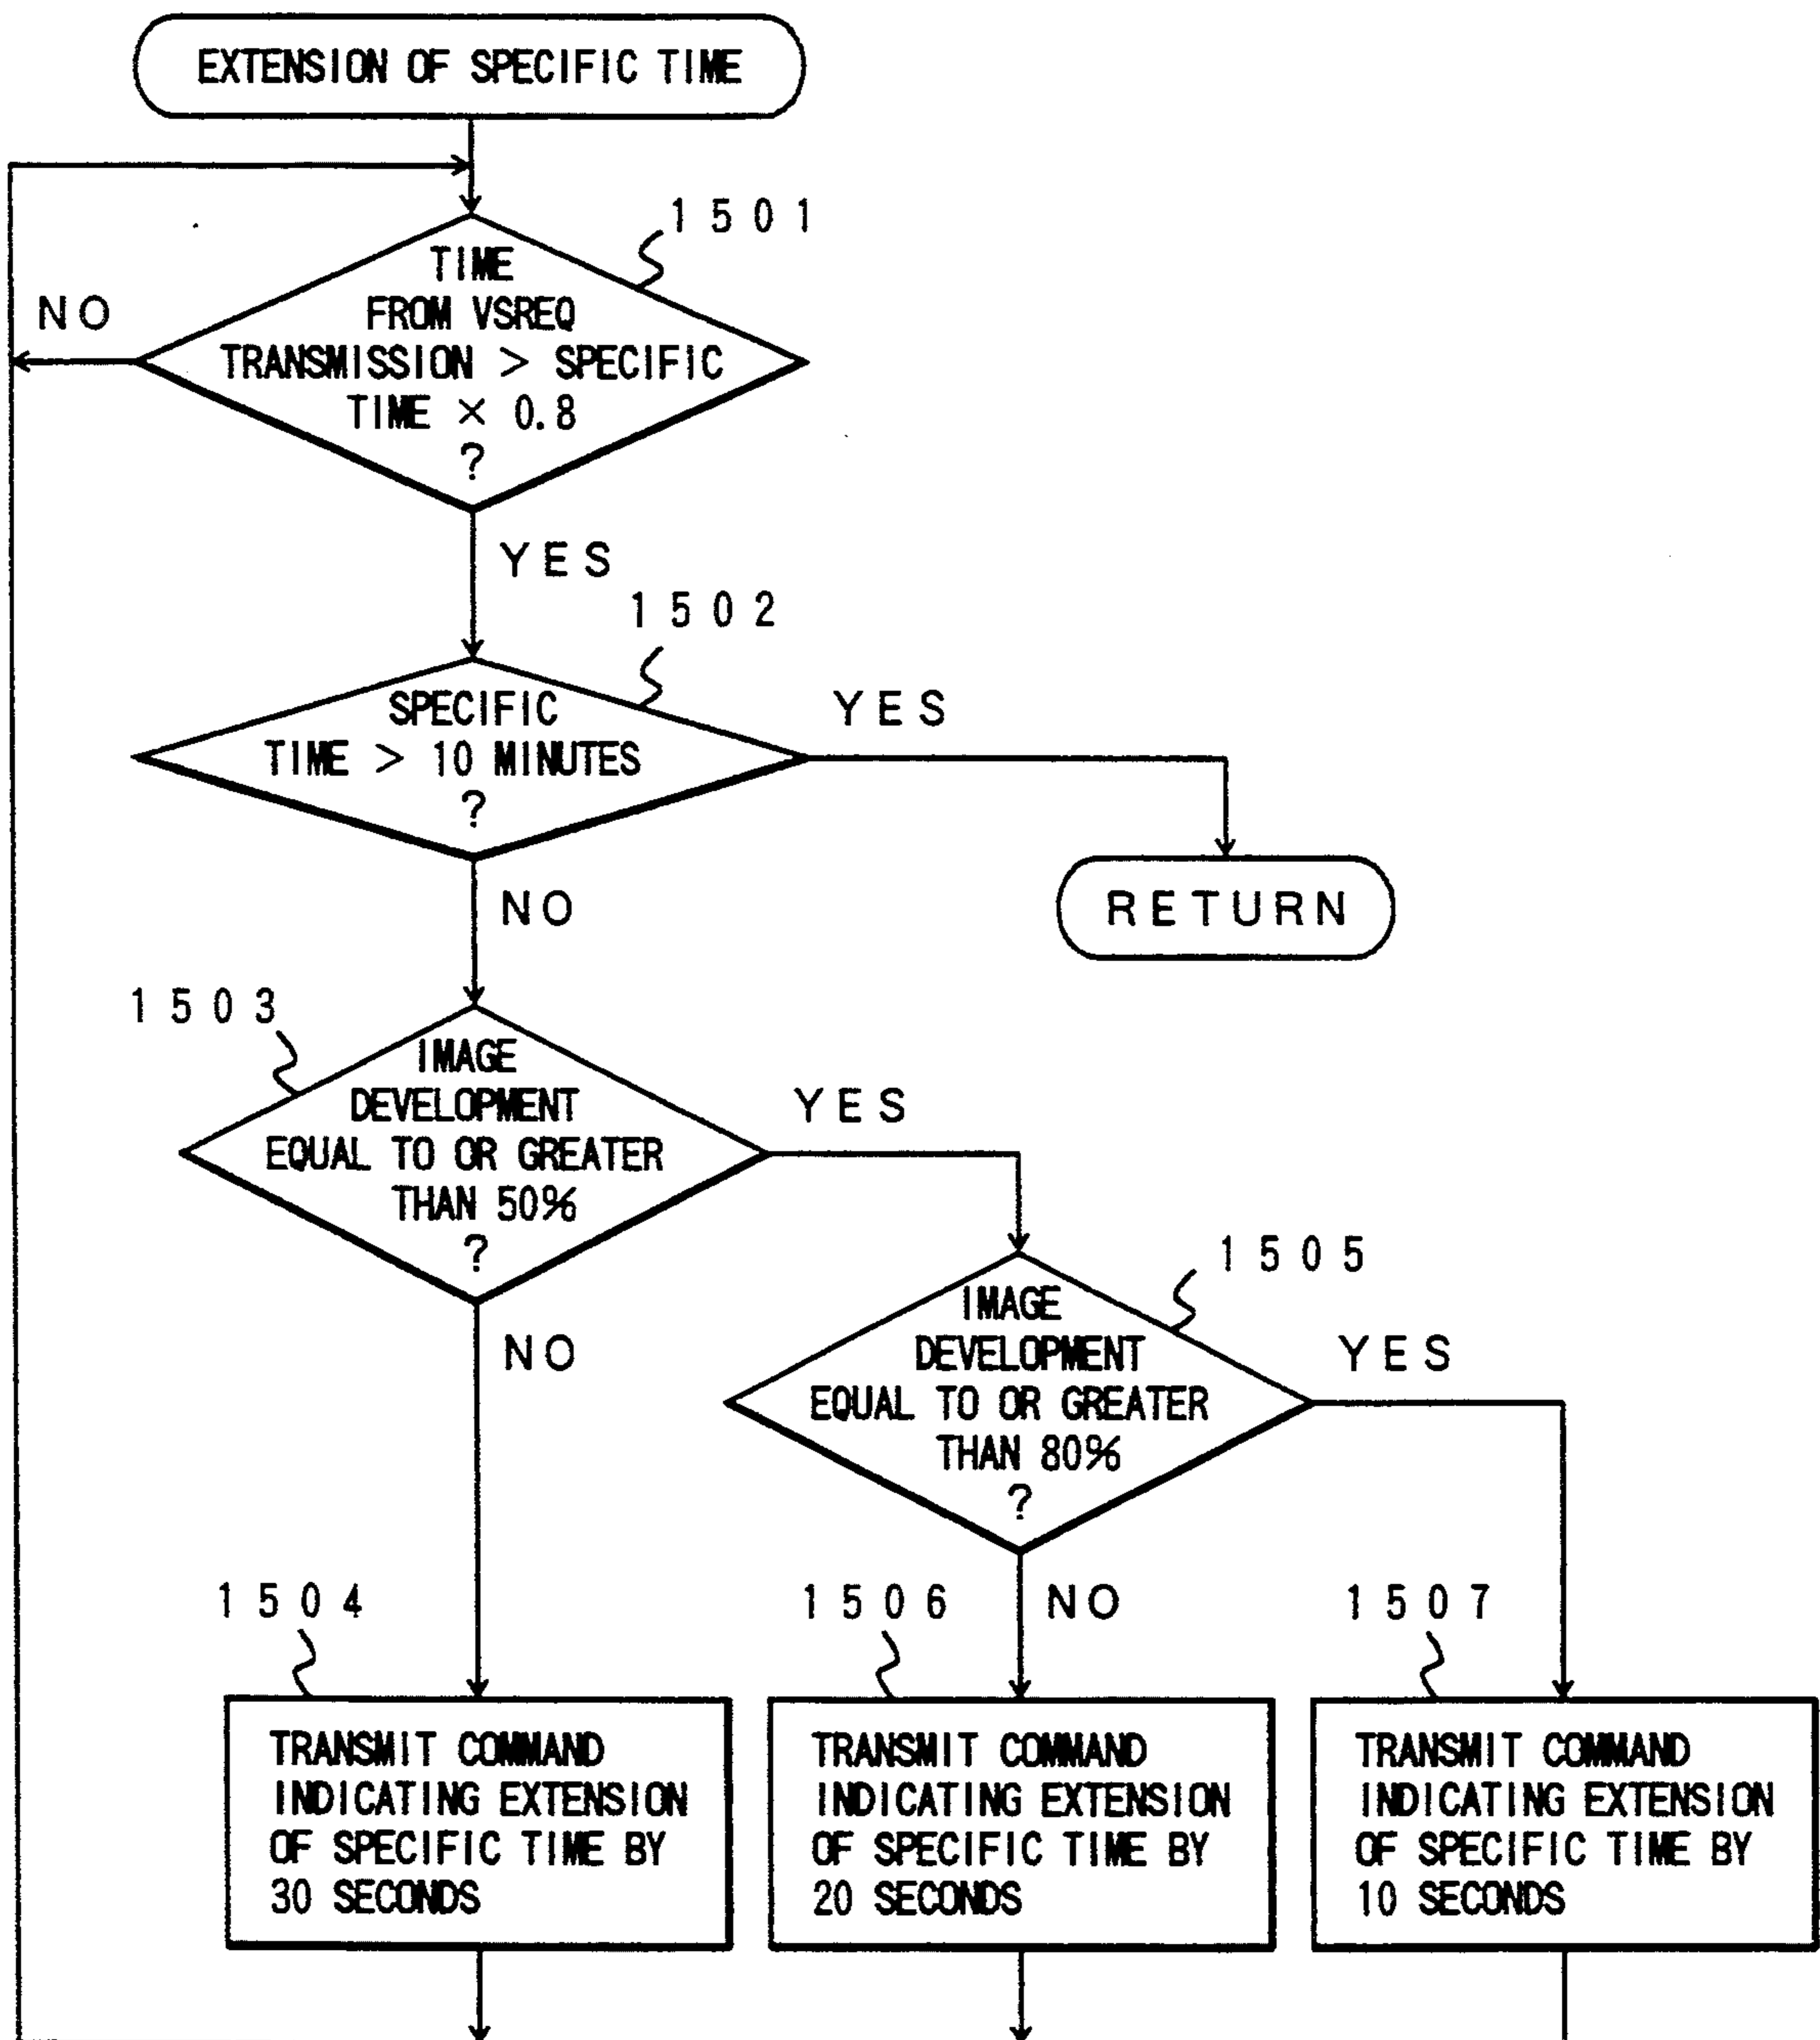 EXTENSION OF SPECIFIC TIME
1501
TIME
FROM VSREQ
TRANSMISSION > SPECIFIC
TIME × 0.8
?
NO
YES
1502
SPECIFIC
TIME > 10 MINUTES
?
YES
RETURN
NO
1503
IMAGE
DEVELOPMENT
EQUAL TO OR GREATER
THAN 50%
?
YES
NO
1505
IMAGE
DEVELOPMENT
EQUAL TO OR GREATER
THAN 80%
?
YES
NO
1504
TRANSMIT COMMAND
INDICATING EXTENSION
OF SPECIFIC TIME BY
30 SECONDS
1506
TRANSMIT COMMAND
INDICATING EXTENSION
OF SPECIFIC TIME BY
20 SECONDS
1507
TRANSMIT COMMAND
INDICATING EXTENSION
OF SPECIFIC TIME BY
10 SECONDS